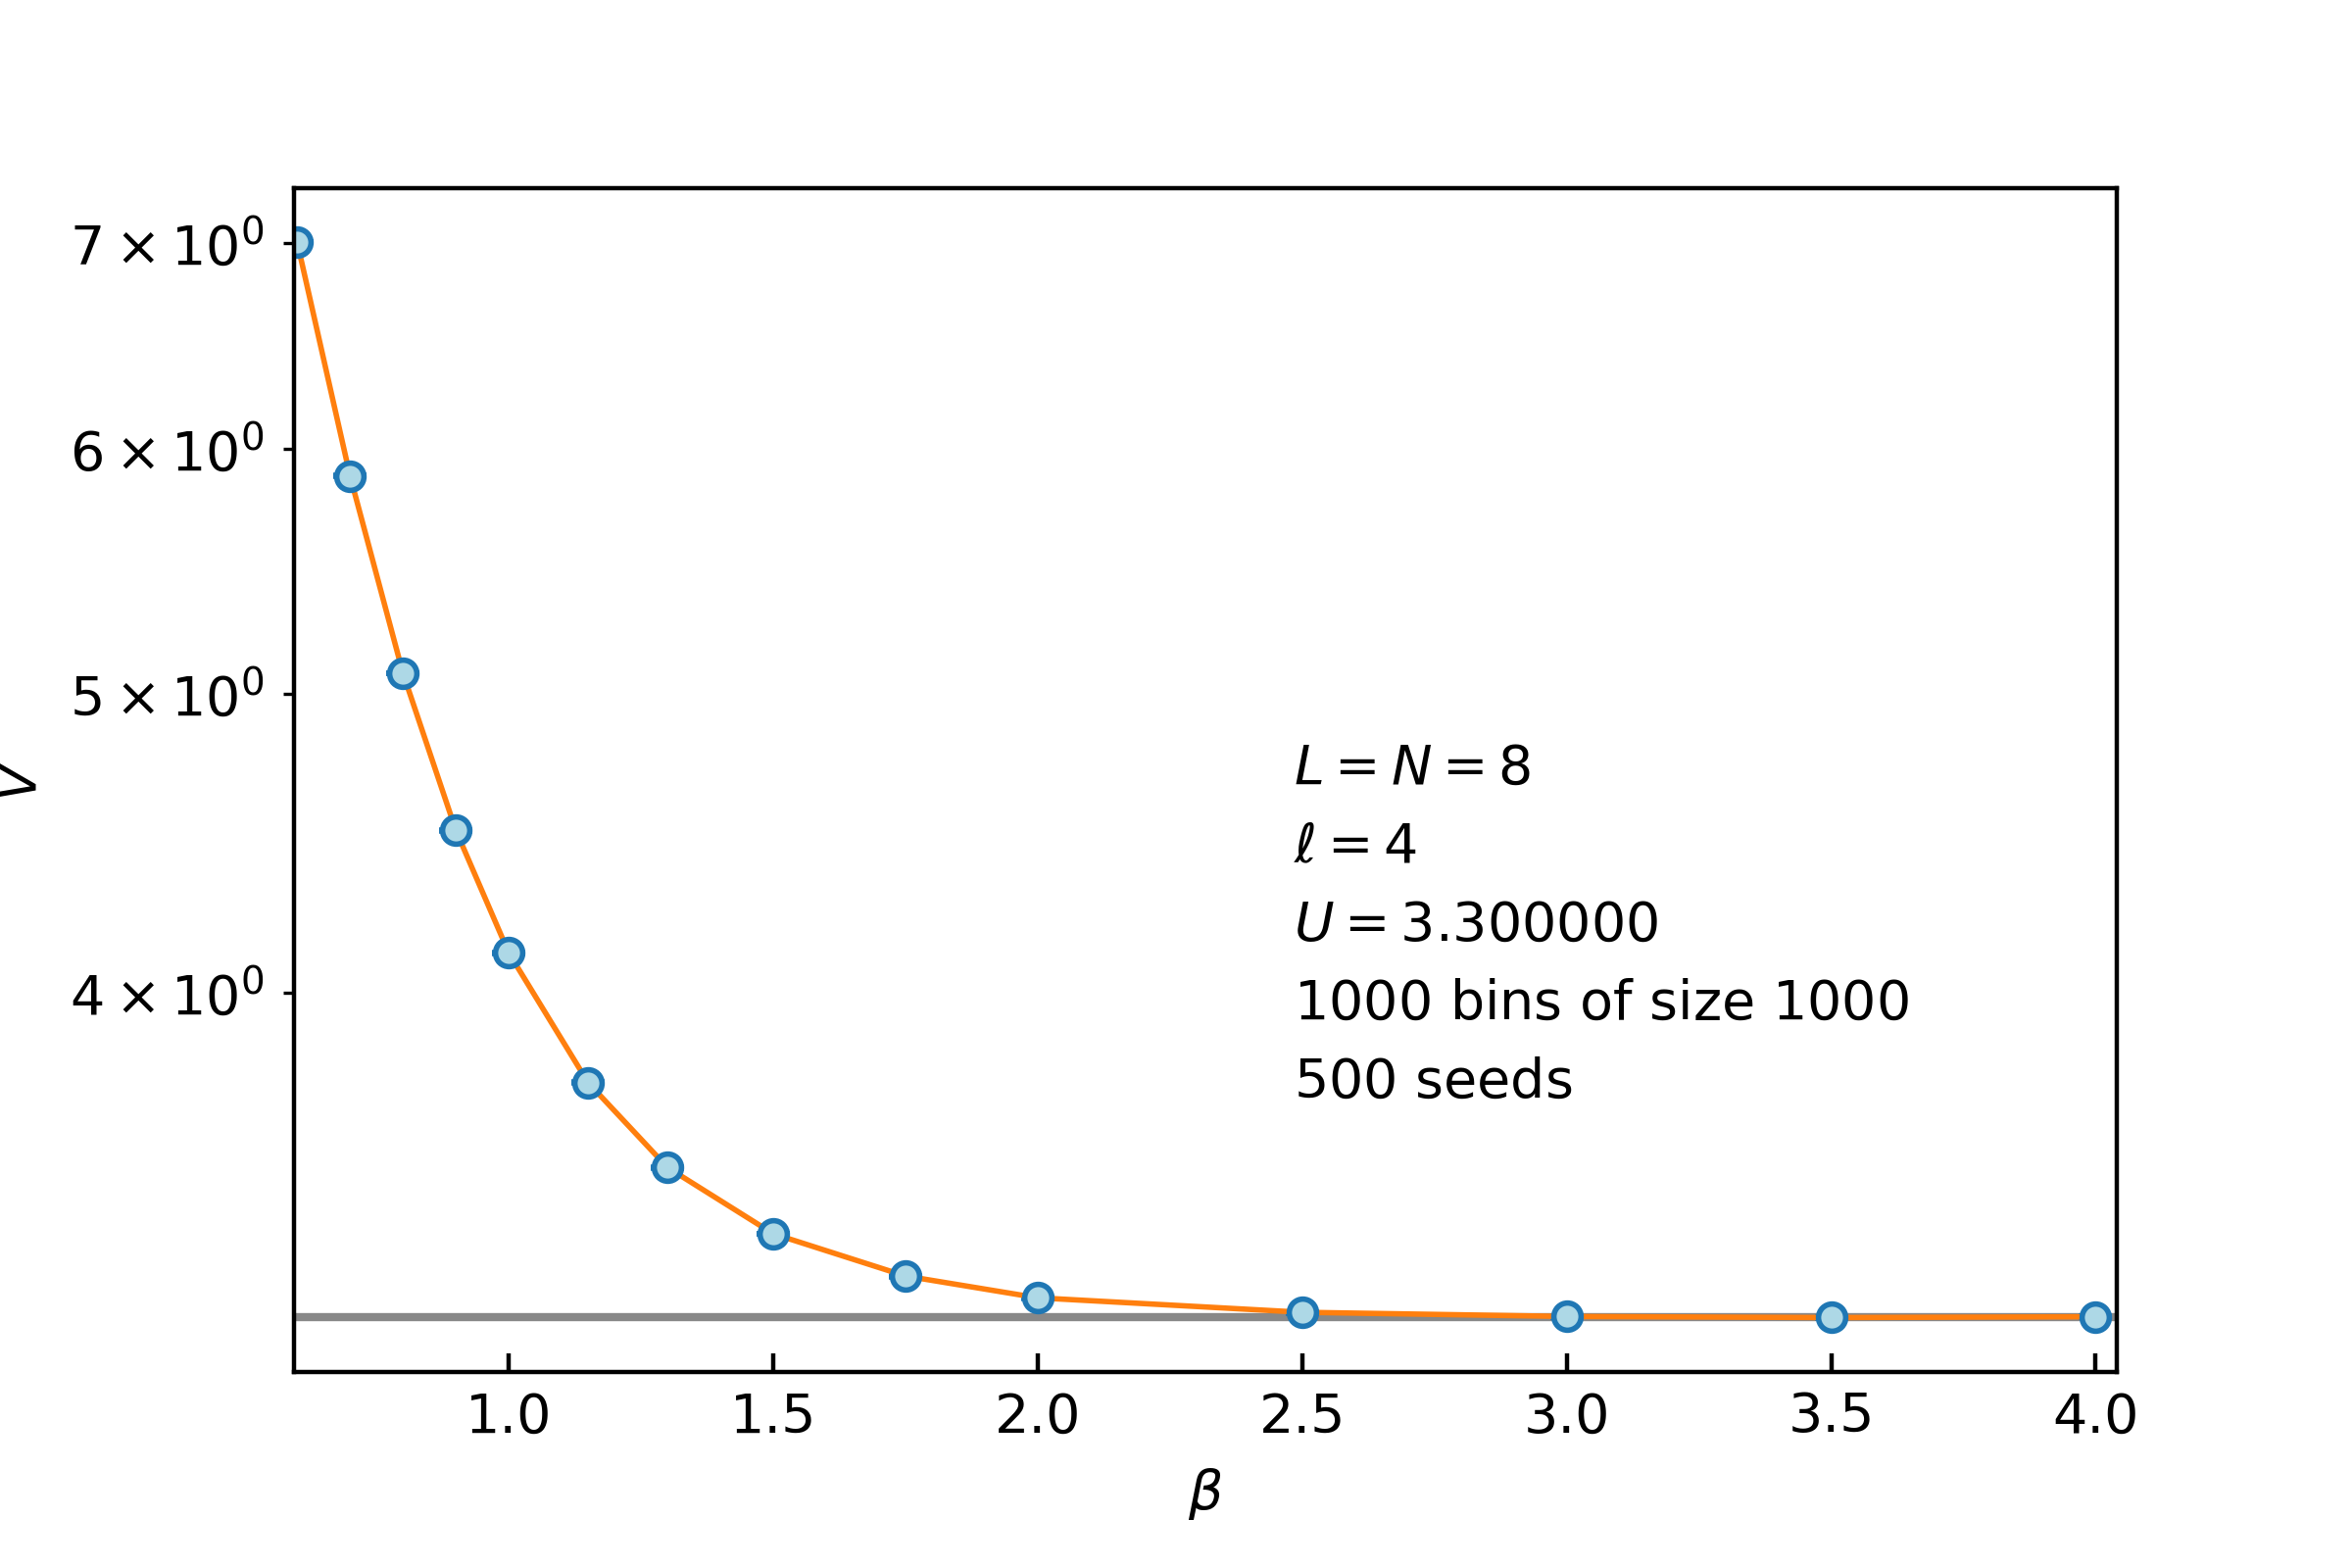 7 × 10⁰
6 × 10⁰
5 × 10⁰
4 × 10⁰
V
L = N = 8
ℓ = 4
U = 3.300000
1000 bins of size 1000
500 seeds
1.0 1.5 2.0 2.5 3.0 3.5 4.0
β